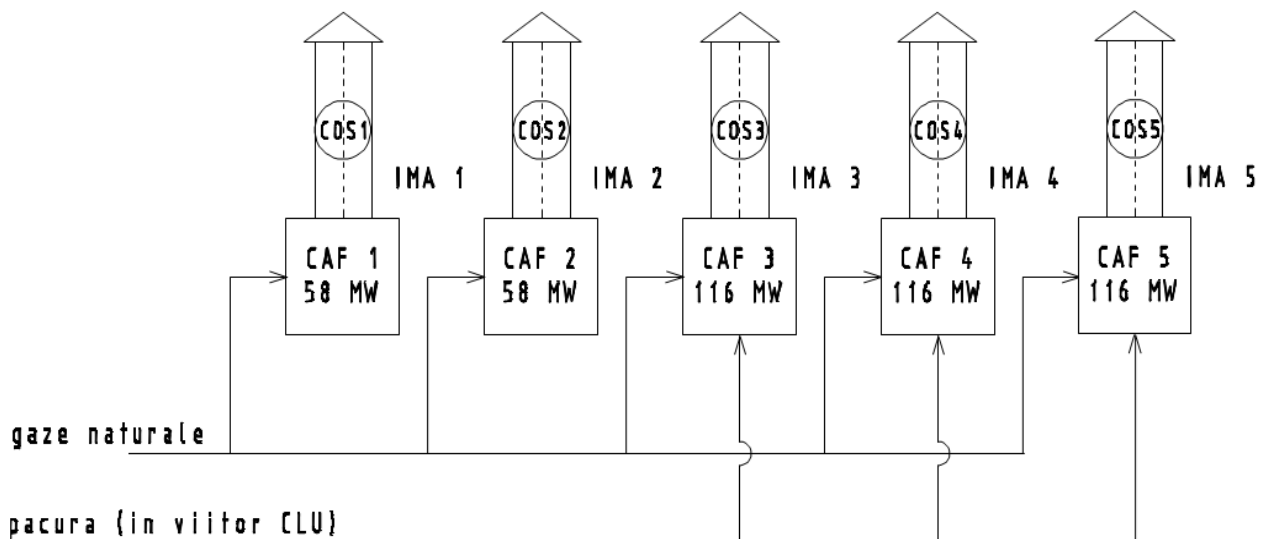 COS1 COS2 COS3 COS4 COS5
IMA 1 IMA 2 IMA 3 IMA 4 IMA 5
CAF 1 CAF 2 CAF 3 CAF 4 CAF 5
58 MW 58 MW 116 MW 116 MW 116 MW
gaze naturale
pacura (in viitor CLU)